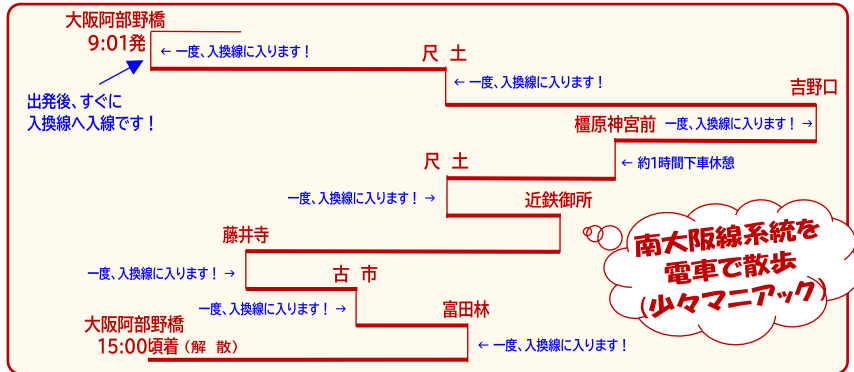 大阪阿部野橋
9:01発
← 一度、入換線に入ります！
尺 土
← 一度、入換線に入ります！
出発後、すぐに
入換線へ入線です！
吉野口
橿原神宮前
一度、入換線に入ります！ →
尺 土
← 約1時間下車休憩
一度、入換線に入ります！ →
近鉄御所
藤井寺
南大阪線系統を
電車で散歩
(少々マニアック)
一度、入換線に入ります！ →
古 市
一度、入換線に入ります！ →
富田林
大阪阿部野橋
15:00頃着（解 散）
← 一度、入換線に入ります！